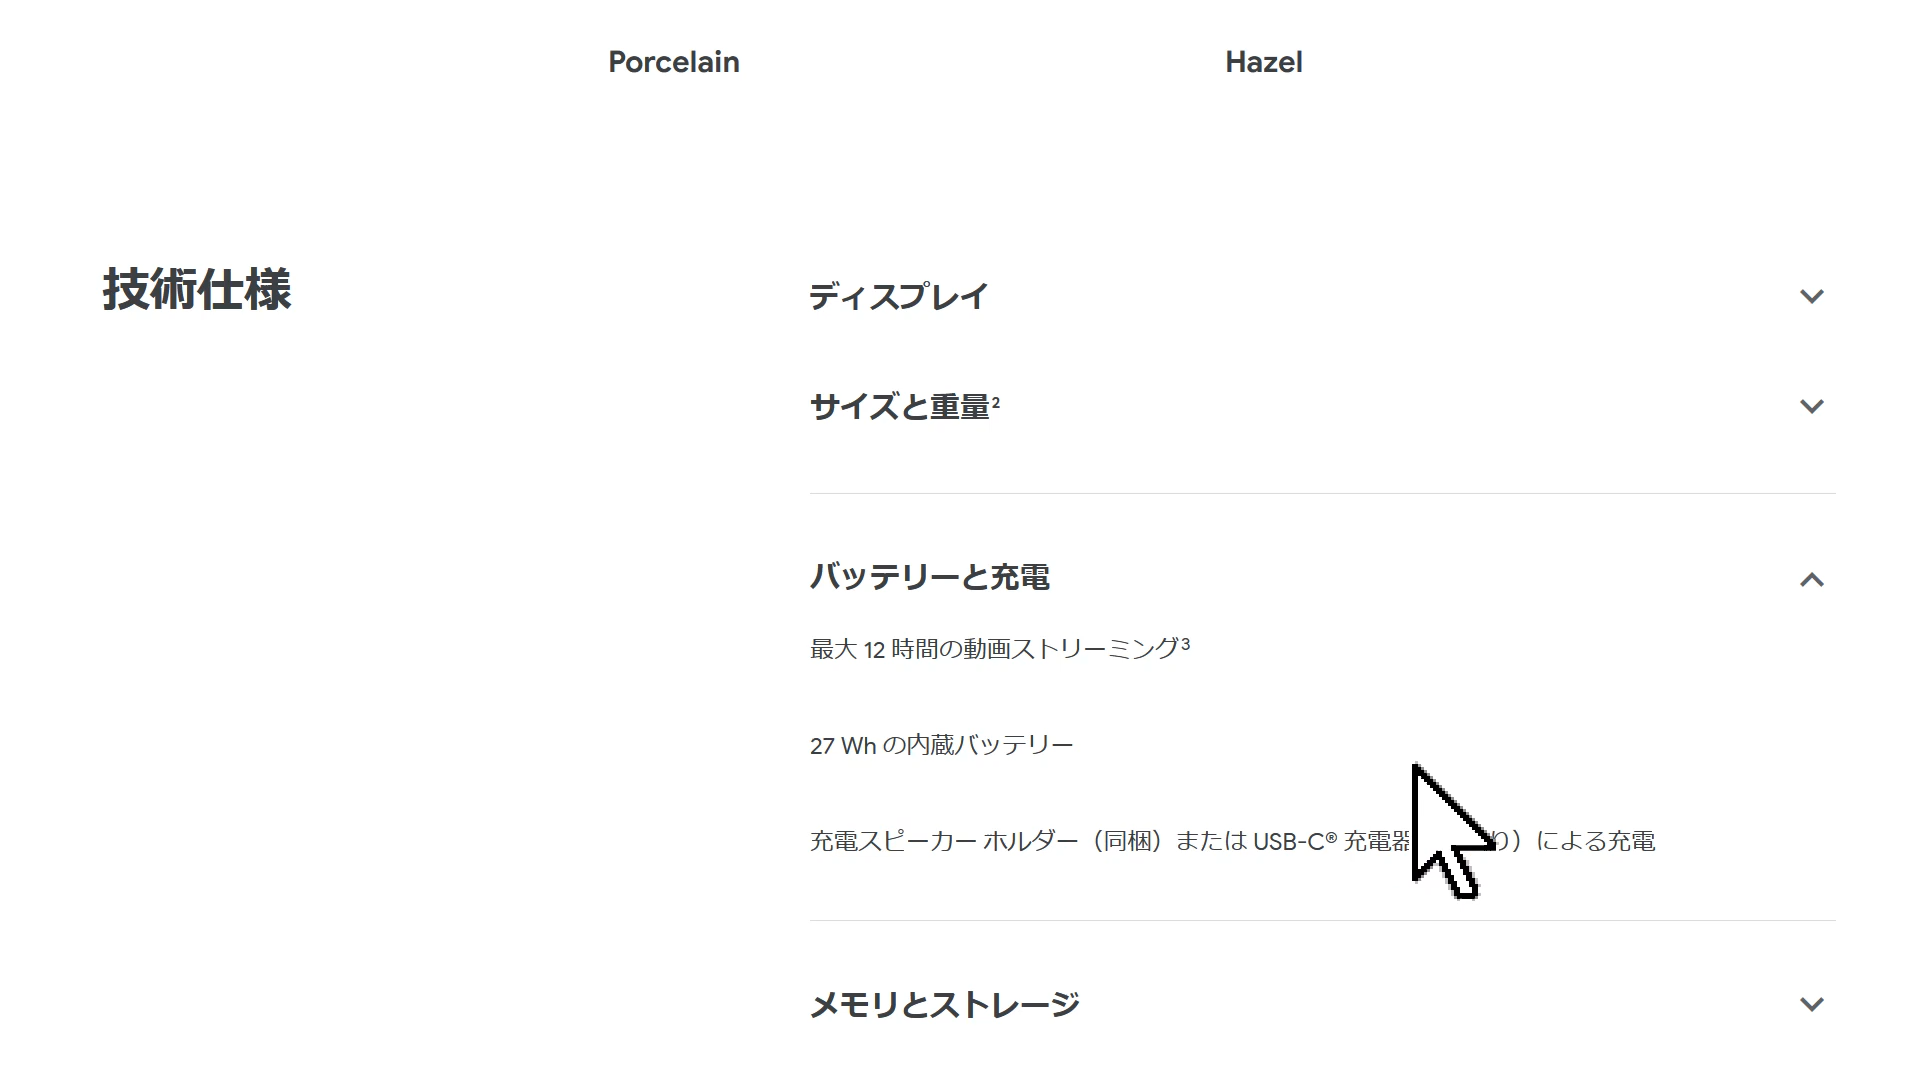 Porcelain
Hazel
技術仕様
ディスプレイ
サイズと重量²
バッテリーと充電
最大 12 時間の動画ストリーミング³
27 Wh の内蔵バッテリー
充電スピーカー ホルダー（同梱）または USB-C® 充電器 り）による充電
メモリとストレージ